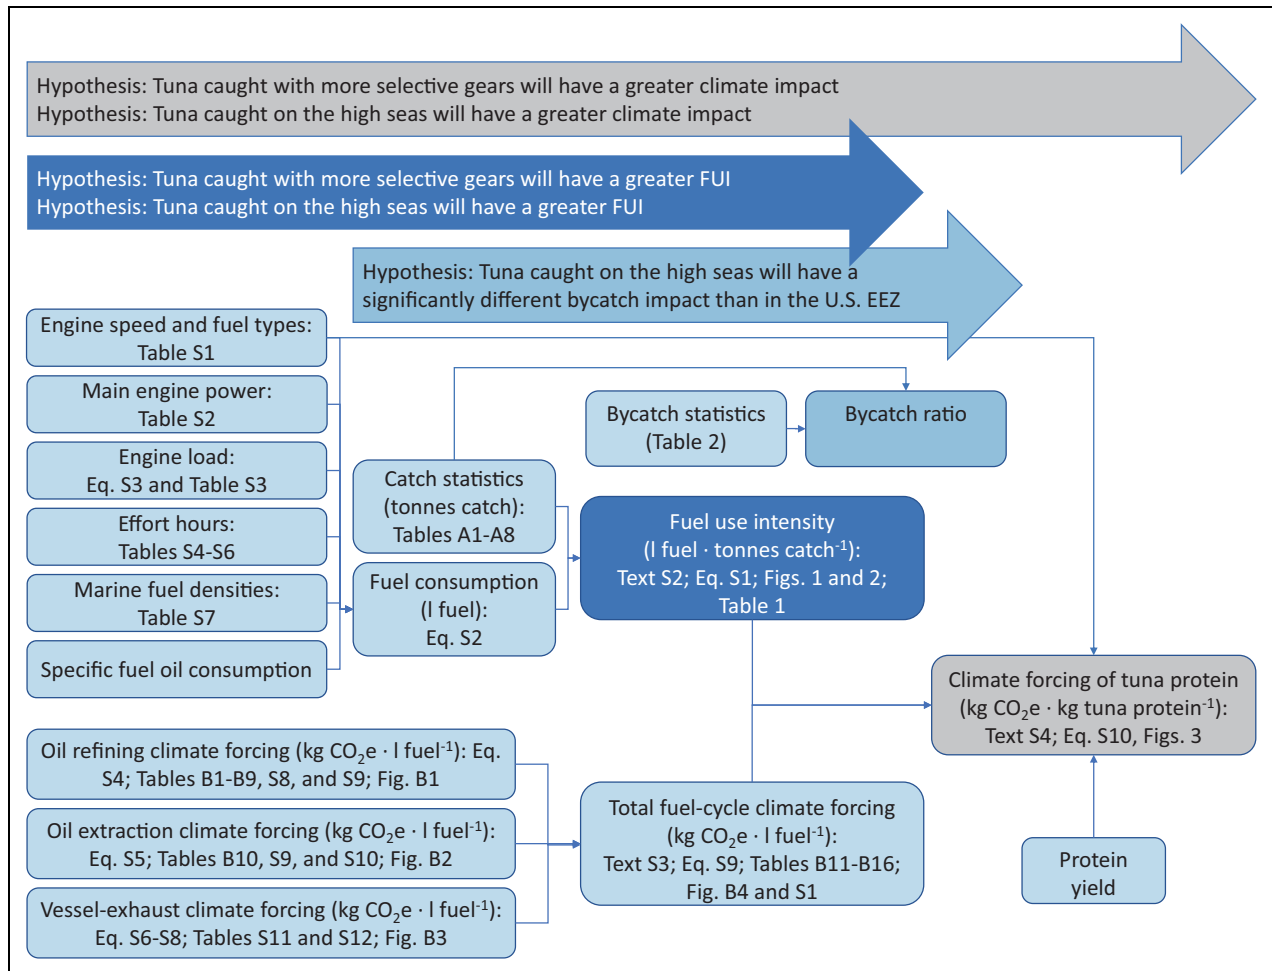 Hypothesis: Tuna caught with more selective gears will have a greater climate impact
Hypothesis: Tuna caught on the high seas will have a greater climate impact
Hypothesis: Tuna caught with more selective gears will have a greater FUI
Hypothesis: Tuna caught on the high seas will have a greater FUI
Hypothesis: Tuna caught on the high seas will have a
significantly different bycatch impact than in the U.S. EEZ
Engine speed and fuel types:
Table S1
Main engine power:
Table S2
Engine load:
Eq. S3 and Table S3
Effort hours:
Tables S4-S6
Marine fuel densities:
Table S7
Specific fuel oil consumption
Catch statistics
(tonnes catch):
Tables A1-A8
Fuel consumption
(l fuel):
Eq. S2
Bycatch statistics
(Table 2)
Bycatch ratio
Fuel use intensity
(l fuel · tonnes catch⁻¹):
Text S2; Eq. S1; Figs. 1 and 2;
Table 1
Oil refining climate forcing (kg CO₂e · l fuel⁻¹): Eq.
S4; Tables B1-B9, S8, and S9; Fig. B1
Oil extraction climate forcing (kg CO₂e · l fuel⁻¹):
Eq. S5; Tables B10, S9, and S10; Fig. B2
Vessel-exhaust climate forcing (kg CO₂e · l fuel⁻¹):
Eq. S6-S8; Tables S11 and S12; Fig. B3
Total fuel-cycle climate forcing
(kg CO₂e · l fuel⁻¹):
Text S3; Eq. S9; Tables B11-B16;
Fig. B4 and S1
Climate forcing of tuna protein
(kg CO₂e · kg tuna protein⁻¹):
Text S4; Eq. S10, Figs. 3
Protein
yield